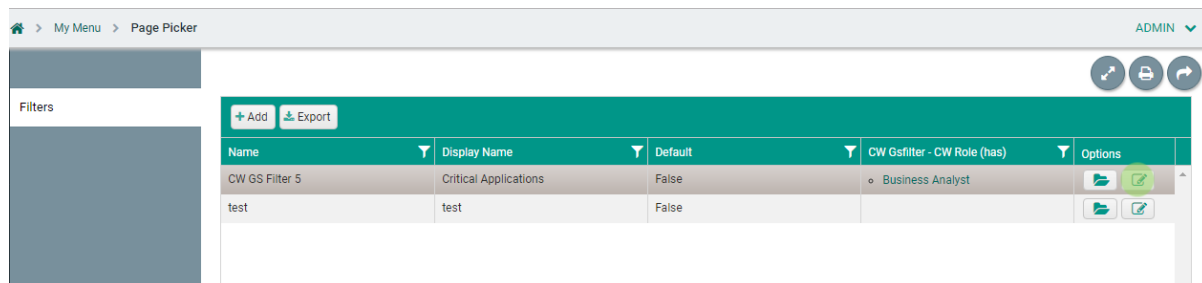 > My Menu > Page Picker ADMIN
Filters
+ Add Export
Name Display Name Default CW Gsfilter - CW Role (has) Options
CW GS Filter 5 Critical Applications False Business Analyst
test test False